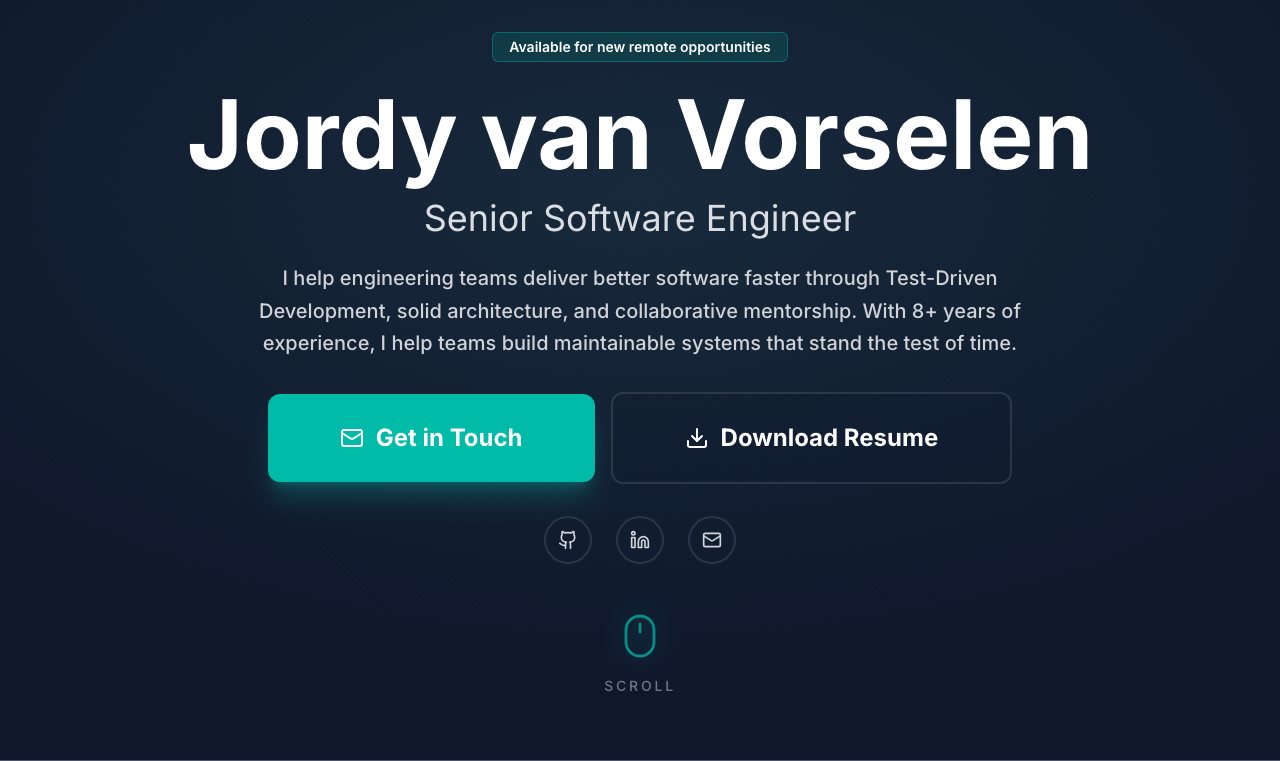 Available for new remote opportunities
Jordy van Vorselen
Senior Software Engineer
I help engineering teams deliver better software faster through Test-Driven
Development, solid architecture, and collaborative mentorship. With 8+ years of
experience, I help teams build maintainable systems that stand the test of time.
Get in Touch
Download Resume
SCROLL